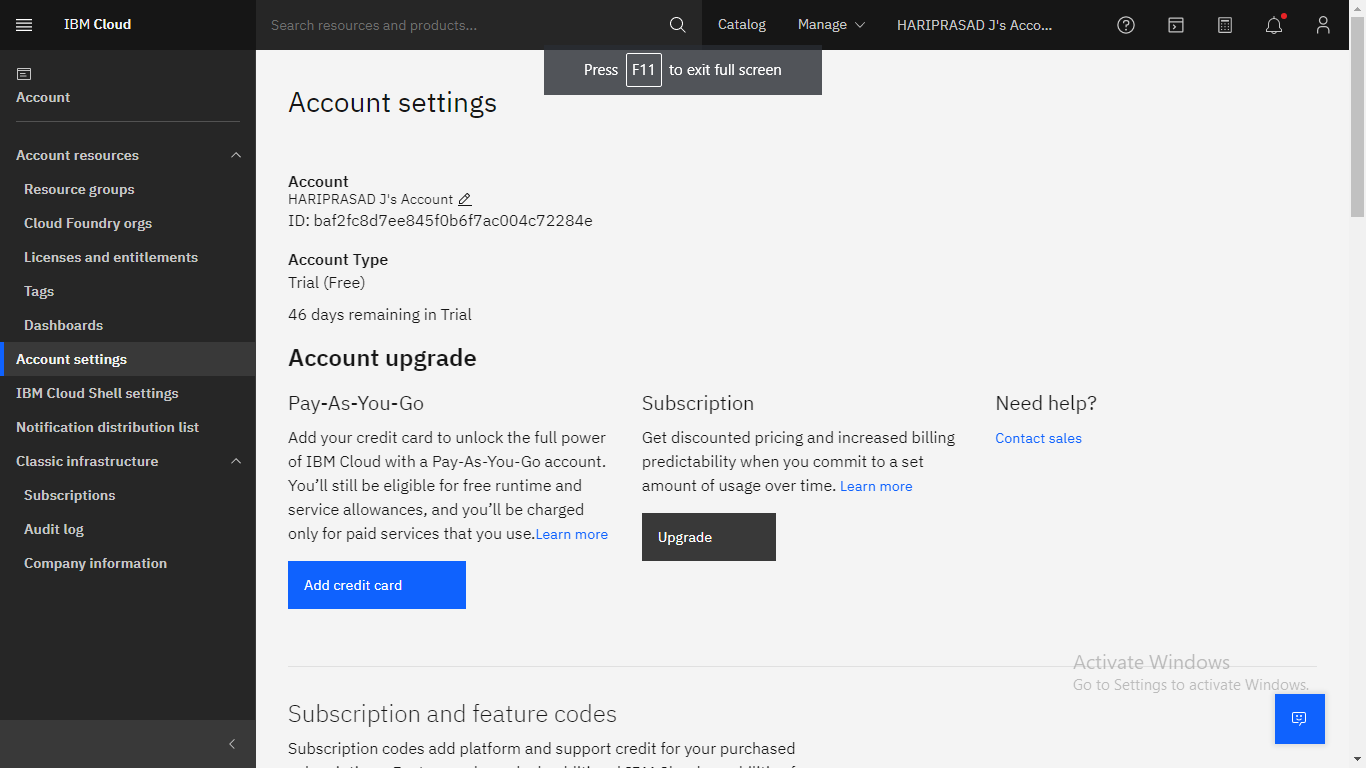 IBM Cloud
Search resources and products...
Catalog
Manage
HARIPRASAD J's Acco...
Press F11 to exit full screen
Account
Account resources
Resource groups
Cloud Foundry orgs
Licenses and entitlements
Tags
Dashboards
Account settings
IBM Cloud Shell settings
Notification distribution list
Classic infrastructure
Subscriptions
Audit log
Company information
Account settings
Account
HARIPRASAD J's Account
ID: baf2fc8d7ee845f0b6f7ac004c72284e
Account Type
Trial (Free)
46 days remaining in Trial
Account upgrade
Pay-As-You-Go
Add your credit card to unlock the full power
of IBM Cloud with a Pay-As-You-Go account.
You’ll still be eligible for free runtime and
service allowances, and you’ll be charged
only for paid services that you use.Learn more
Add credit card
Subscription
Get discounted pricing and increased billing
predictability when you commit to a set
amount of usage over time. Learn more
Upgrade
Need help?
Contact sales
Activate Windows
Go to Settings to activate Windows.
Subscription and feature codes
Subscription codes add platform and support credit for your purchased